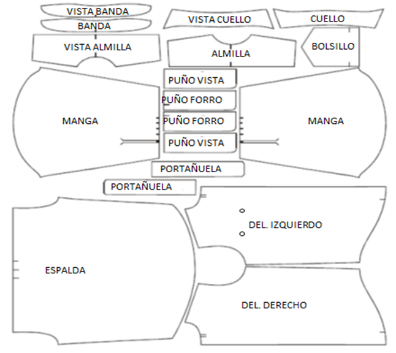 VISTA BANDA
BANDA
VISTA CUELLO
CUELLO
VISTA ALMILLA
ALMILLA
BOLSILLO
PUÑO VISTA
PUÑO FORRO
MANGA
PUÑO FORRO
MANGA
PUÑO VISTA
PORTAÑUELA
PORTAÑUELA
DEL. IZQUIERDO
ESPALDA
DEL. DERECHO